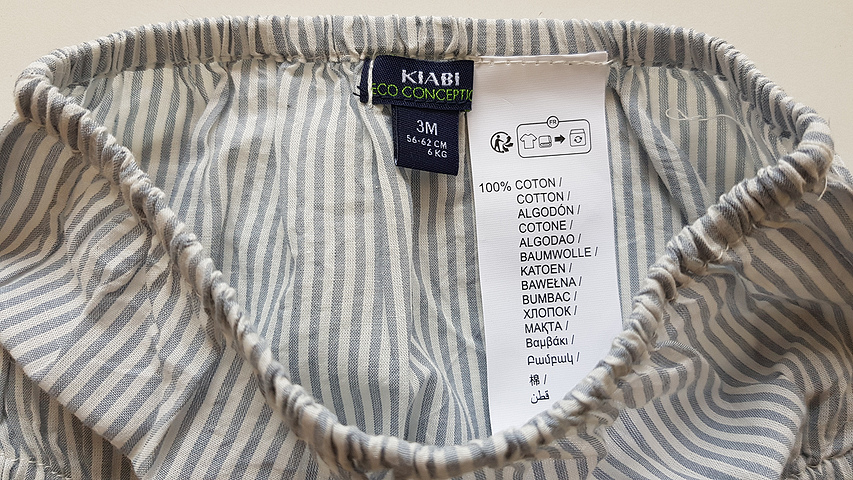 KIABI
ECO CONCEPTIO
3M
56-62 CM
6 KG
FR
100% COTON /
COTTON /
ALGODÓN /
COTONE /
ALGODAO /
BAUMWOLLE /
KATOEN /
BAWEŁNA /
BUMBAC /
ХЛОПОК /
МАҚТА /
Βαμβάκι /
Բամբակ /
棉 /
قطن